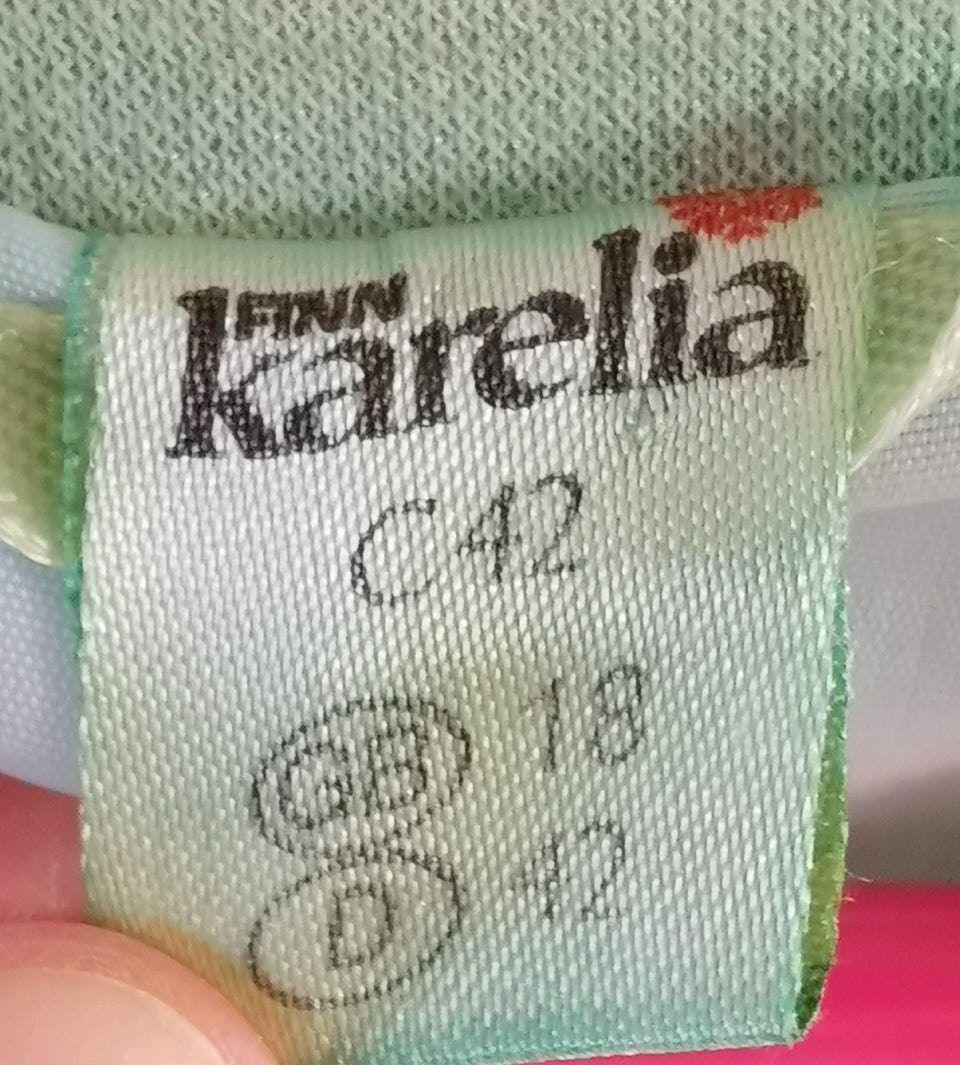 FINN
karelia
C42
GB 18
D 42